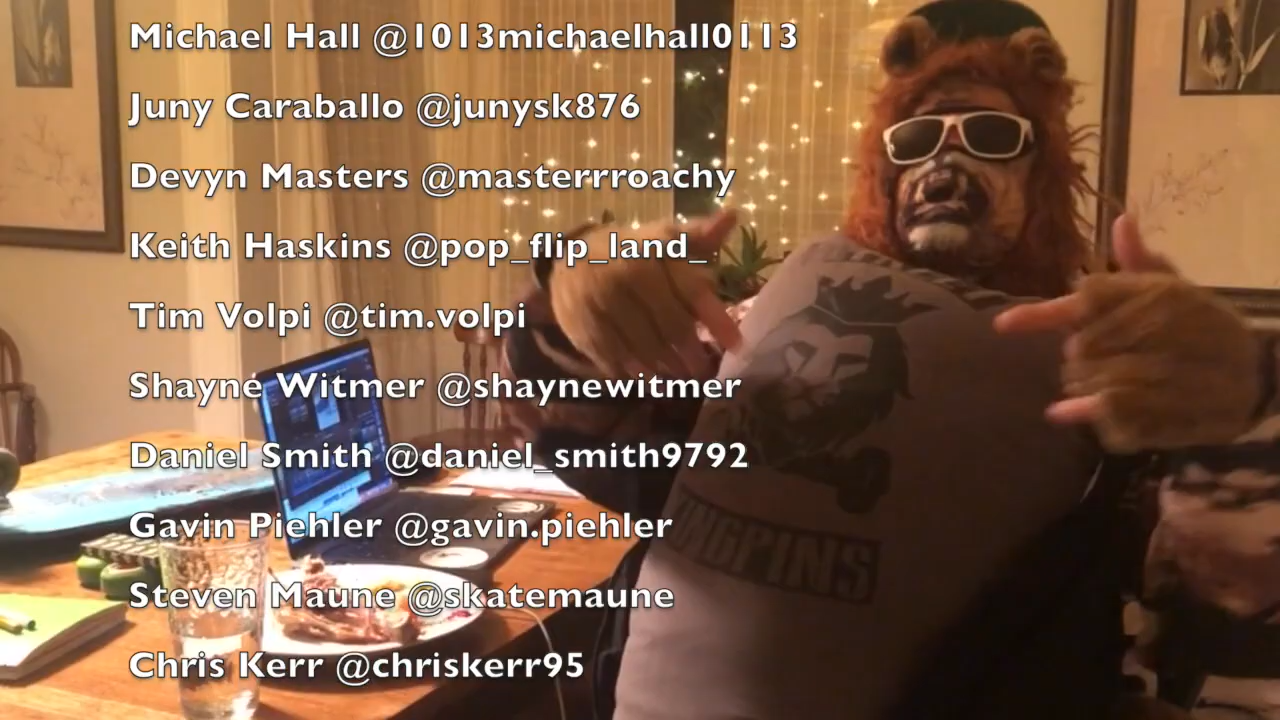 Michael Hall @1013michaelhall0113
Juny Caraballo @junysk876
Devyn Masters @masterrroachy
Keith Haskins @pop_flip_land_
Tim Volpi @tim.volpi
Shayne Witmer @shaynewitmer
Daniel Smith @daniel_smith9792
Gavin Piehler @gavin.piehler
Steven Maune @skatemaune
Chris Kerr @chriskerr95